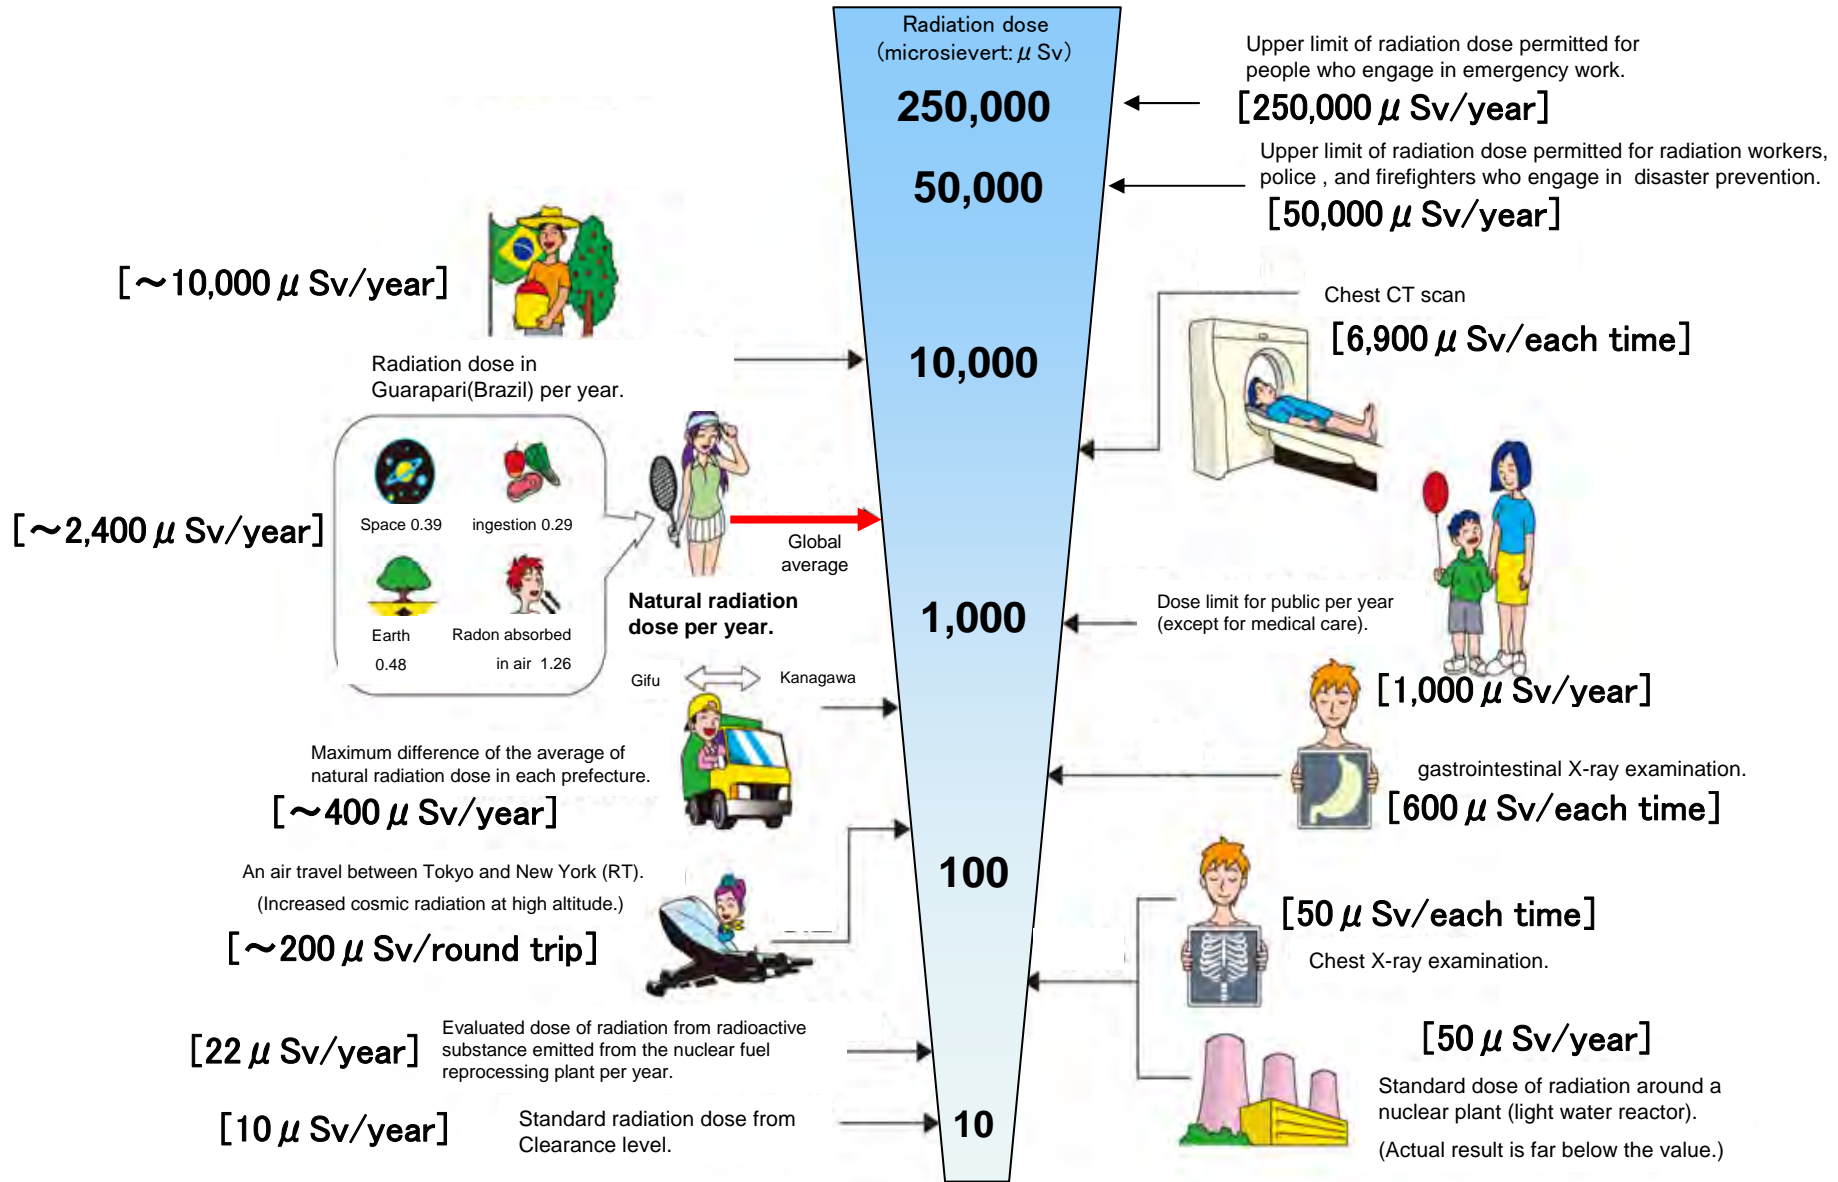 Radiation dose
(microsievert: μ Sv)
250,000
50,000
10,000
1,000
100
10
Upper limit of radiation dose permitted for
people who engage in emergency work.
[250,000 μ Sv/year]
Upper limit of radiation dose permitted for radiation workers,
police , and firefighters who engage in disaster prevention.
[50,000 μ Sv/year]
[~10,000 μ Sv/year]
Radiation dose in
Guarapari(Brazil) per year.
Chest CT scan
[6,900 μ Sv/each time]
[~2,400 μ Sv/year]
Space 0.39
ingestion 0.29
Earth
0.48
Radon absorbed
in air 1.26
Global
average
Natural radiation
dose per year.
Dose limit for public per year
(except for medical care).
[1,000 μ Sv/year]
Gifu
Kanagawa
Maximum difference of the average of
natural radiation dose in each prefecture.
[~400 μ Sv/year]
gastrointestinal X-ray examination.
[600 μ Sv/each time]
An air travel between Tokyo and New York (RT).
(Increased cosmic radiation at high altitude.)
[~200 μ Sv/round trip]
[50 μ Sv/each time]
Chest X-ray examination.
[22 μ Sv/year]
Evaluated dose of radiation from radioactive
substance emitted from the nuclear fuel
reprocessing plant per year.
[50 μ Sv/year]
Standard dose of radiation around a
nuclear plant (light water reactor).
(Actual result is far below the value.)
[10 μ Sv/year]
Standard radiation dose from
Clearance level.